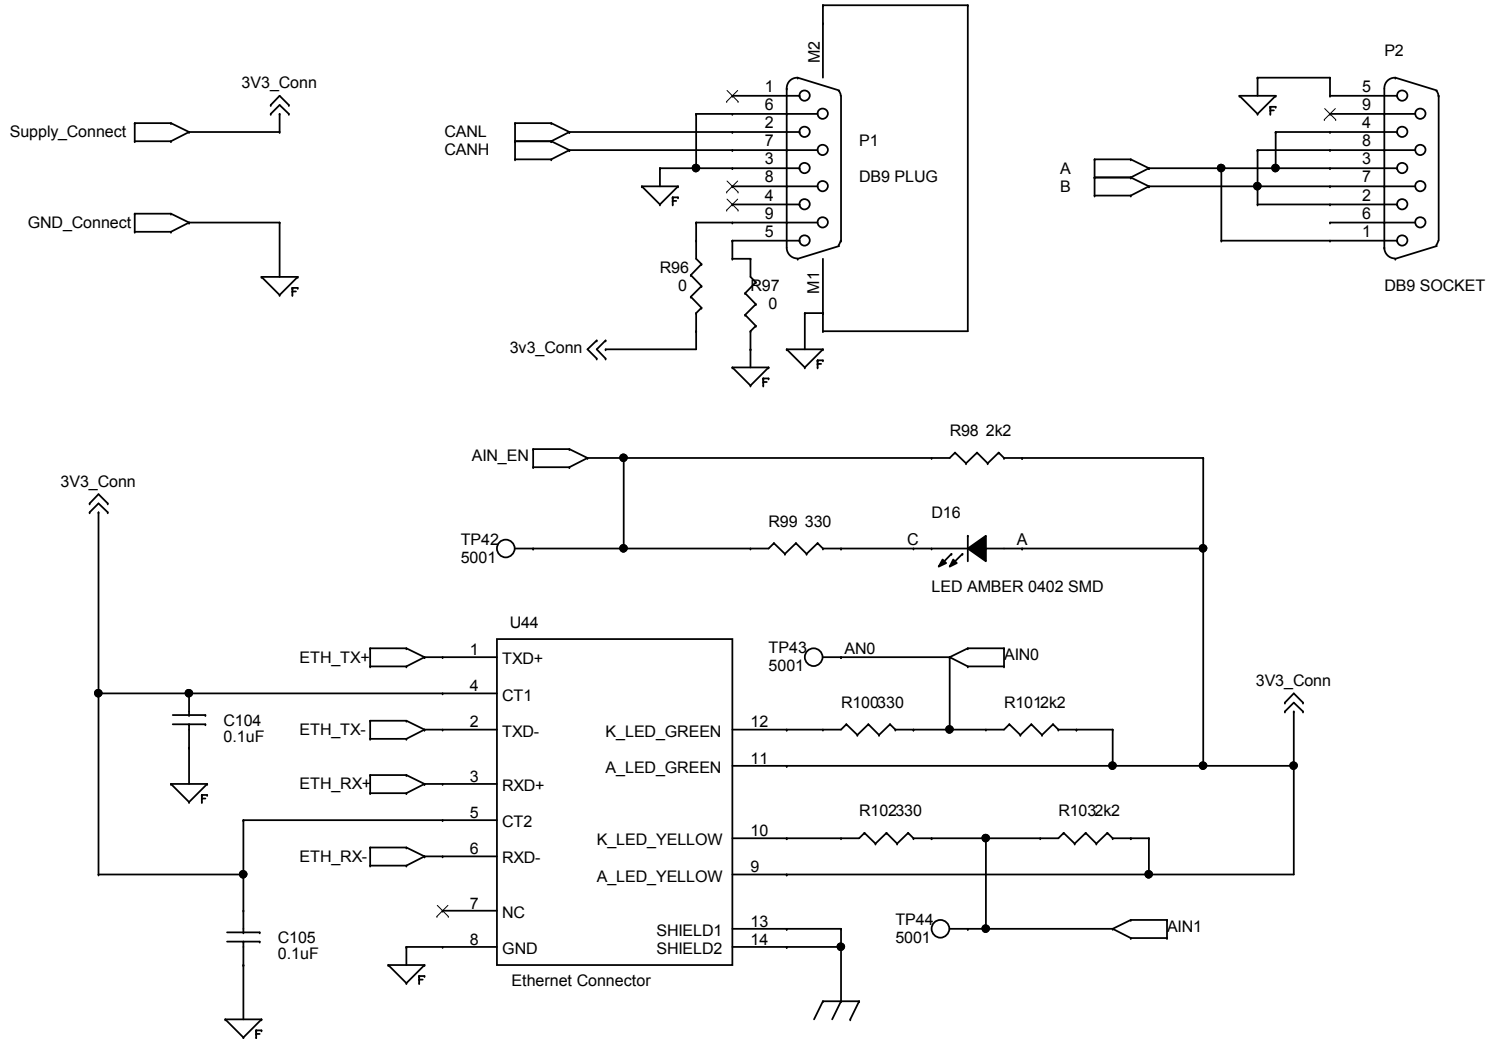 3V3_Conn
Supply_Connect
GND_Connect
F
M2
1
6
2
7
3
8
4
9
5
CANL
CANH
F
P1
DB9 PLUG
R96
0
R97
0
M1
3v3_Conn
F
F
P2
5
9
4
8
3
7
2
6
1
F
A
B
DB9 SOCKET
AIN_EN
R98 2k2
3V3_Conn
TP42
5001
R99 330
D16
C
A
LED AMBER 0402 SMD
U44
ETH_TX+
1
TXD+
4
CT1
C104
0.1uF
ETH_TX-
2
TXD-
F
ETH_RX+
3
RXD+
5
CT2
ETH_RX-
6
RXD-
7
NC
8
GND
F
C105
0.1uF
F
TP43
5001
AN0
AIN0
3V3_Conn
R100330
R1012k2
K_LED_GREEN
12
A_LED_GREEN
11
R102330
R1032k2
K_LED_YELLOW
10
A_LED_YELLOW
9
SHIELD1
13
SHIELD2
14
TP44
5001
AIN1
Ethernet Connector